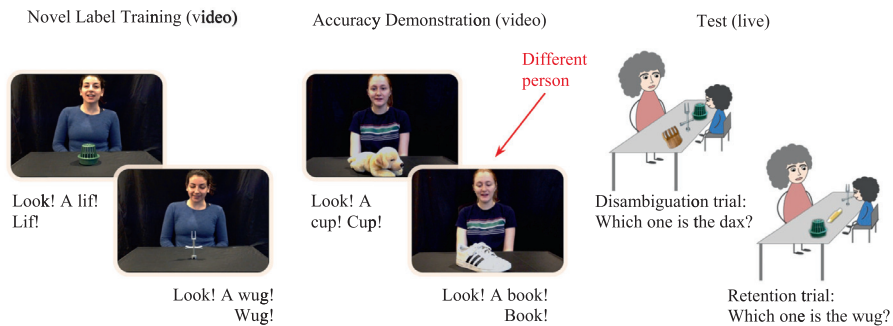 Novel Label Training (video)
Accuracy Demonstration (video)
Test (live)
Different
person
Look! A lif!
Lif!
Look! A wug!
Wug!
Look! A
cup! Cup!
Look! A book!
Book!
Disambiguation trial:
Which one is the dax?
Retention trial:
Which one is the wug?